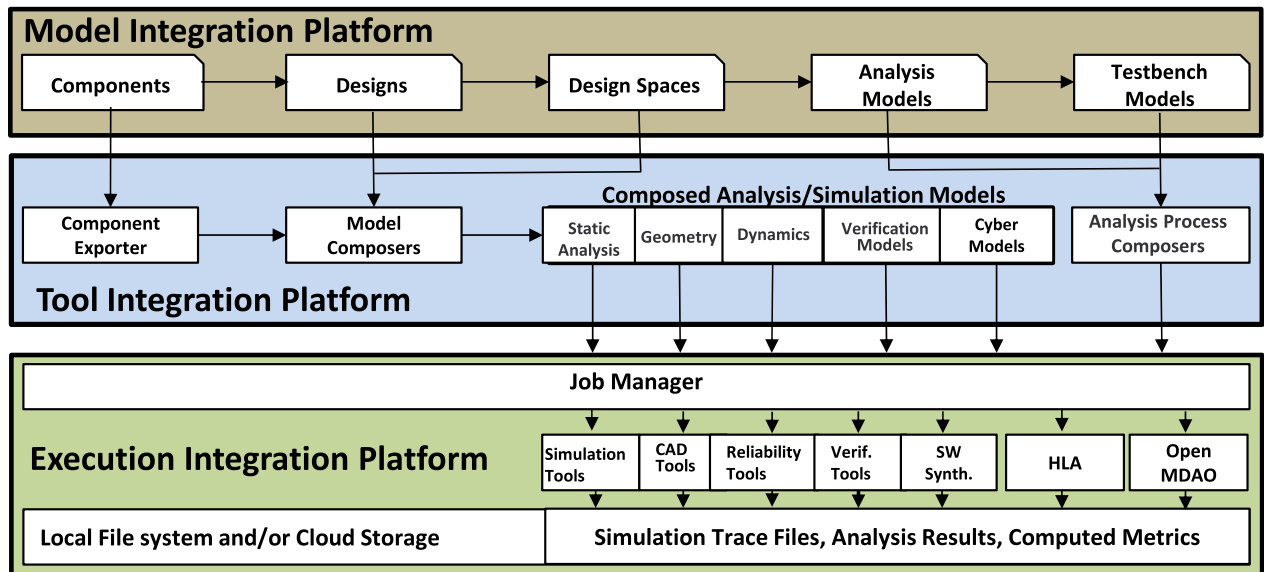 Model Integration Platform
Components
Designs
Design Spaces
Analysis
Models
Testbench
Models
Composed Analysis/Simulation Models
Component
Exporter
Model
Composers
Static
Analysis
Geometry
Dynamics
Verification
Models
Cyber
Models
Analysis Process
Composers
Tool Integration Platform
Job Manager
Execution Integration Platform
Simulation
Tools
CAD
Tools
Reliability
Tools
Verif.
Tools
SW
Synth.
HLA
Open
MDAO
Local File system and/or Cloud Storage
Simulation Trace Files, Analysis Results, Computed Metrics